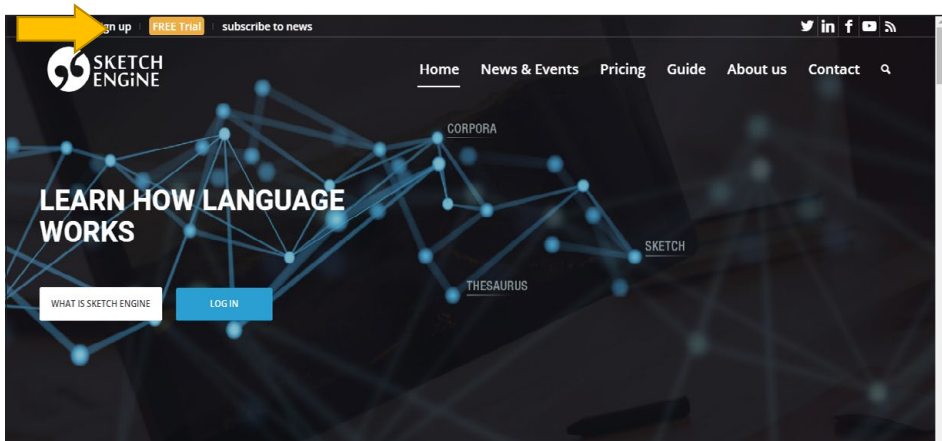 gn up FREE Trial subscribe to news
SKETCH
ENGiNE
Home News & Events Pricing Guide About us Contact
CORPORA
LEARN HOW LANGUAGE
WORKS
SKETCH
THESAURUS
WHAT IS SKETCH ENGINE LOG IN